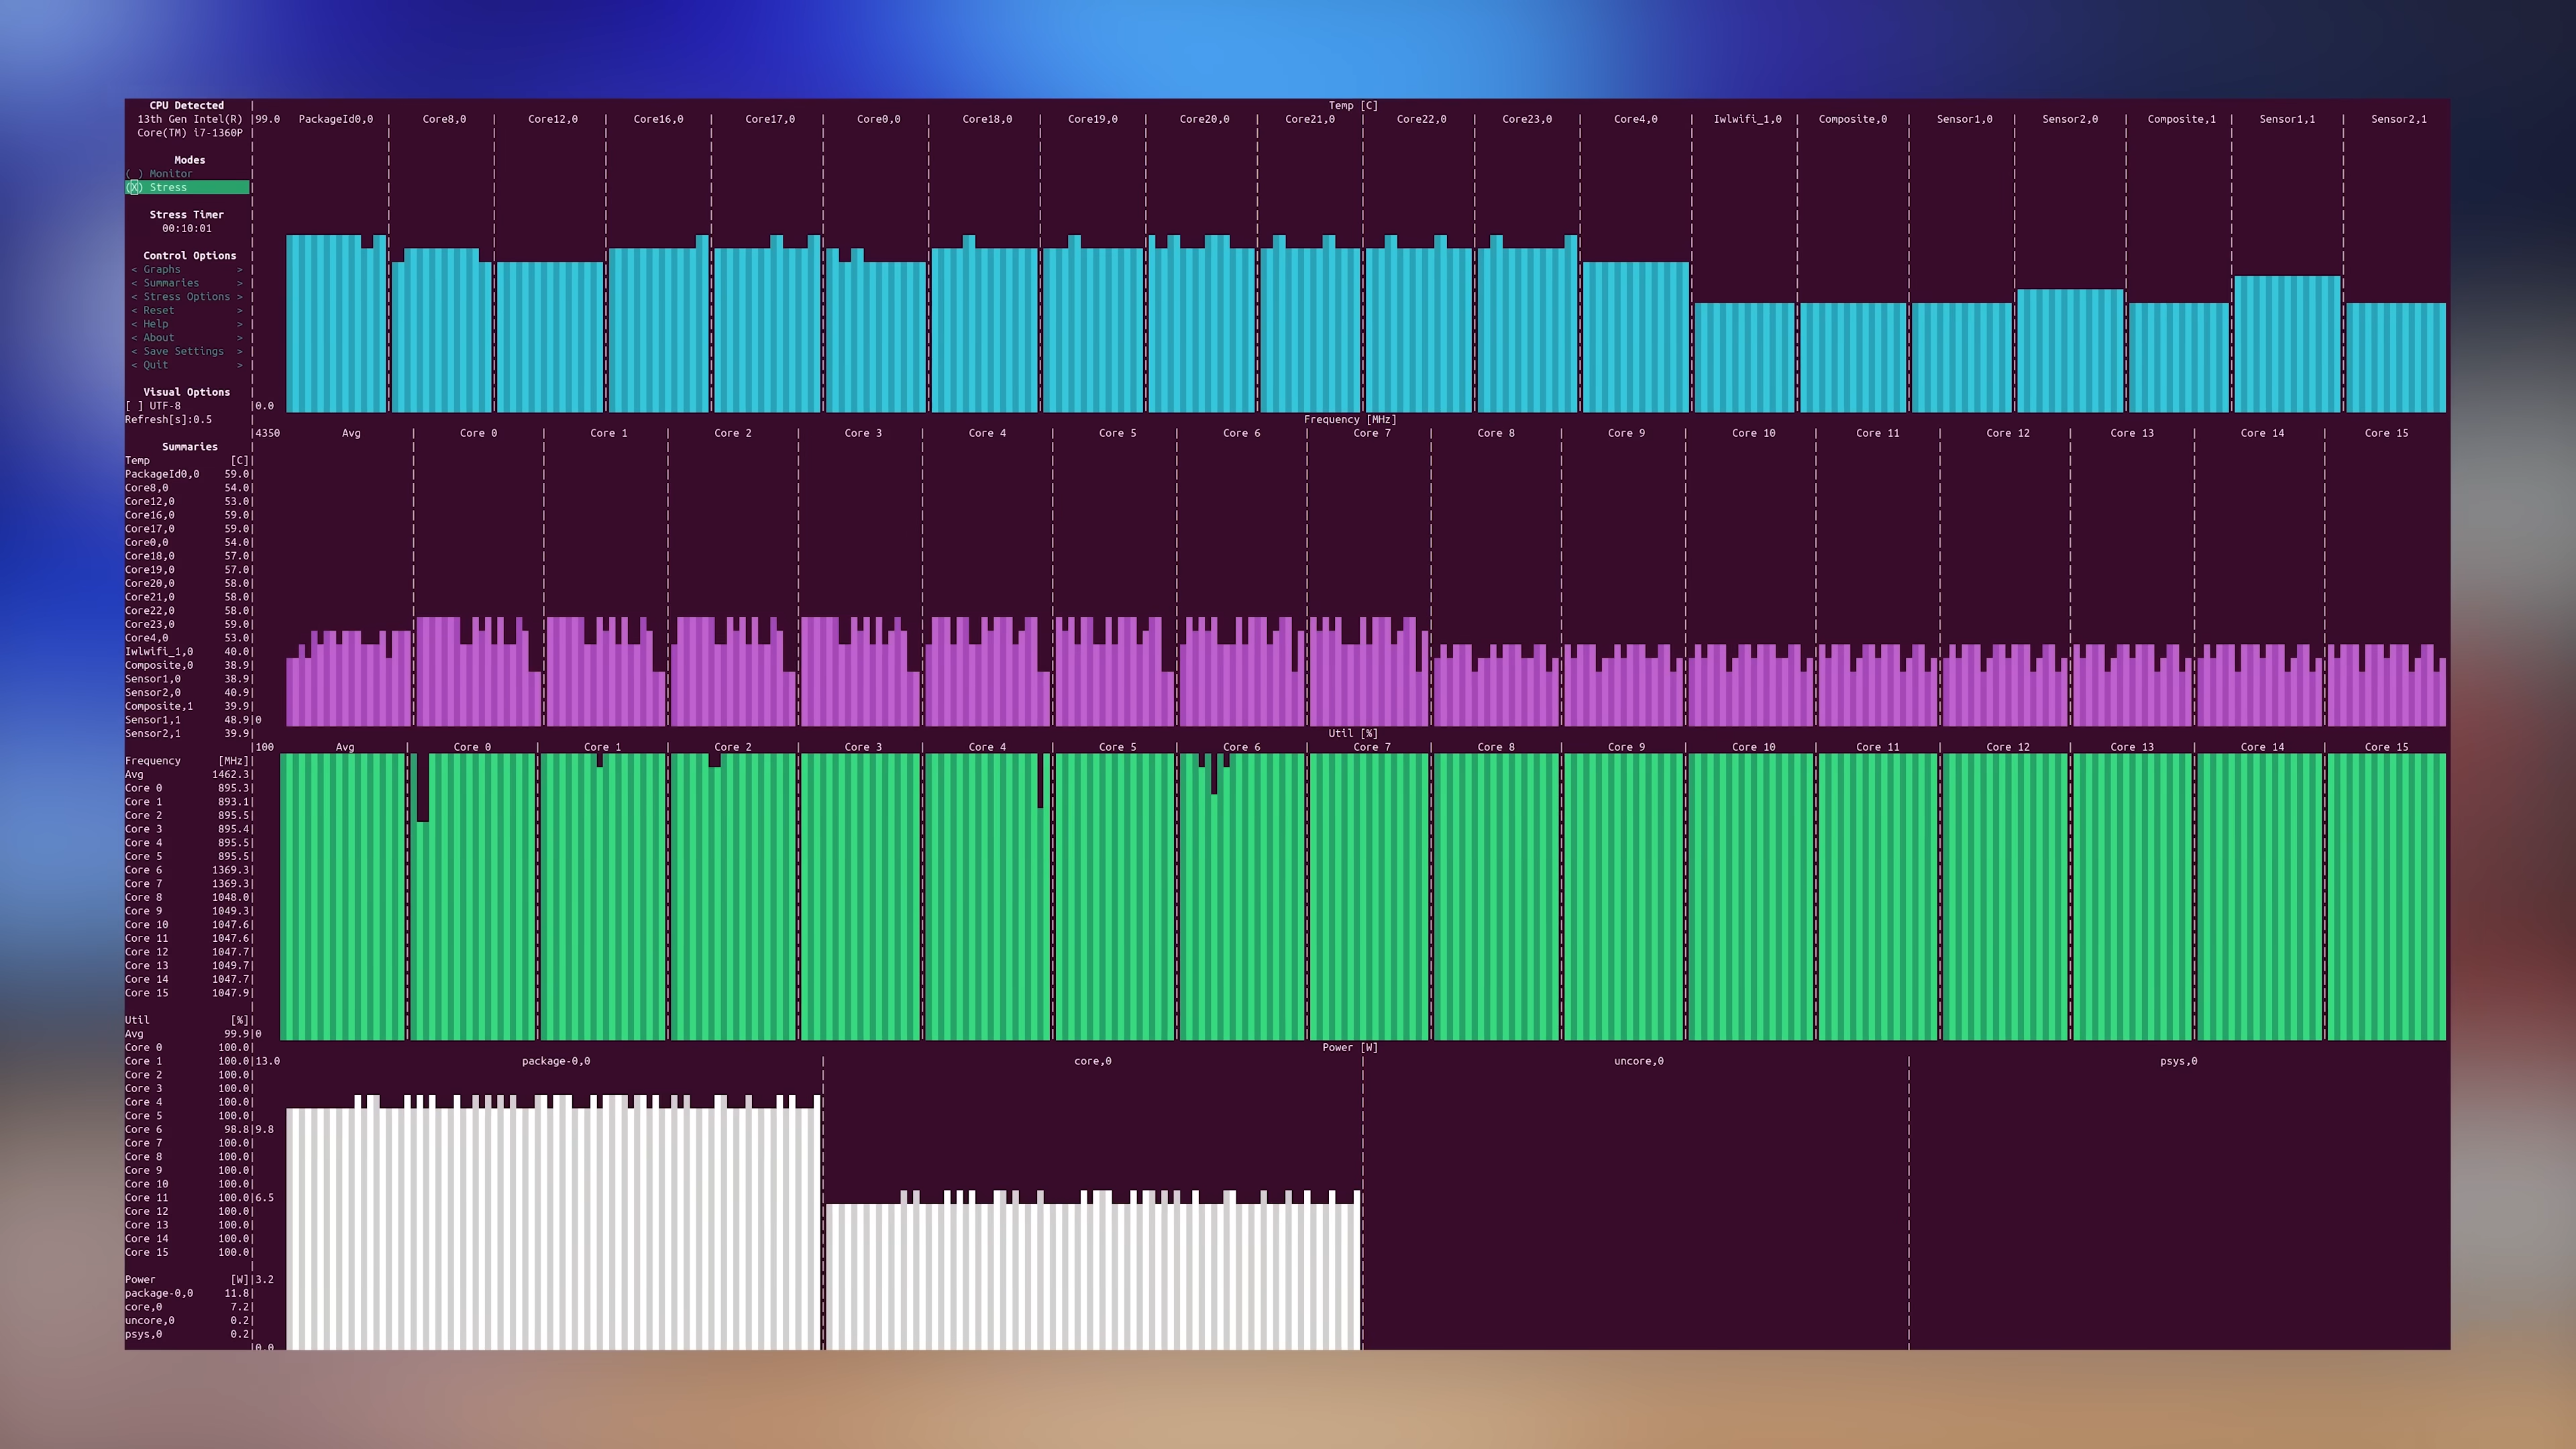 CPU Detected
13th Gen Intel(R)
Core(TM) i7-1360P
Modes
( ) Monitor
(X) Stress
Stress Timer
00:10:01
Control Options
< Graphs >
< Summaries >
< Stress Options >
< Reset >
< Help >
< About >
< Save Settings >
< Quit >
Visual Options
[ ] UTF-8
Refresh[s]:0.5
Summaries
Temp [C]
PackageId0,0 59.0
Core8,0 54.0
Core12,0 53.0
Core16,0 59.0
Core17,0 59.0
Core0,0 54.0
Core18,0 57.0
Core19,0 57.0
Core20,0 58.0
Core21,0 58.0
Core22,0 58.0
Core23,0 59.0
Core4,0 53.0
Iwlwifi_1,0 40.0
Composite,0 38.9
Sensor1,0 38.9
Sensor2,0 40.9
Composite,1 39.9
Sensor1,1 48.9
Sensor2,1 39.9
Frequency [MHz]
Avg 1462.3
Core 0 895.3
Core 1 893.1
Core 2 895.5
Core 3 895.4
Core 4 895.5
Core 5 895.5
Core 6 1369.3
Core 7 1369.3
Core 8 1048.0
Core 9 1049.3
Core 10 1047.6
Core 11 1047.6
Core 12 1047.7
Core 13 1049.7
Core 14 1047.7
Core 15 1047.9
Util [%]
Avg 99.9
Core 0 100.0
Core 1 100.0
Core 2 100.0
Core 3 100.0
Core 4 100.0
Core 5 100.0
Core 6 98.8
Core 7 100.0
Core 8 100.0
Core 9 100.0
Core 10 100.0
Core 11 100.0
Core 12 100.0
Core 13 100.0
Core 14 100.0
Core 15 100.0
Power [W]
package-0,0 11.8
core,0 7.2
uncore,0 0.2
psys,0 0.2
Temp [C]
99.0 PackageId0,0 Core8,0 Core12,0 Core16,0 Core17,0 Core0,0 Core18,0 Core19,0 Core20,0 Core21,0 Core22,0 Core23,0 Core4,0 Iwlwifi_1,0 Composite,0 Sensor1,0 Sensor2,0 Composite,1 Sensor1,1 Sensor2,1
0.0
Frequency [MHz]
4350 Avg Core 0 Core 1 Core 2 Core 3 Core 4 Core 5 Core 6 Core 7 Core 8 Core 9 Core 10 Core 11 Core 12 Core 13 Core 14 Core 15
0
Util [%]
100 Avg Core 0 Core 1 Core 2 Core 3 Core 4 Core 5 Core 6 Core 7 Core 8 Core 9 Core 10 Core 11 Core 12 Core 13 Core 14 Core 15
0
Power [W]
13.0 package-0,0 core,0 uncore,0 psys,0
9.8
6.5
3.2
0.0